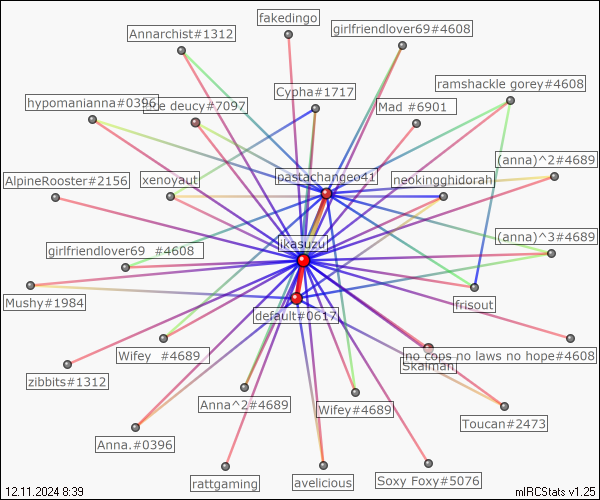 fakedingo
Annarchist#1312
girlfriendlover69#4608
Cypha#1717
ramshackle gorey#4608
hypomanianna#0396
deucy#7097
Mad #6901
(anna)^2#4689
AlpineRooster#2156
xenoyaut
pastachangeo41
neokingghidorah
(anna)^3#4689
girlfriendlover69 #4608
ikasuzu
Mushy#1984
default#0617
frisout
Wifey #4689
no cops no laws no hope#4608
Skalman
zibbits#1312
Anna^2#4689
Wifey#4689
Toucan#2473
Anna.#0396
rattgaming
avelicious
Soxy Foxy#5076
12.11.2024 8:39
mIRCStats v1.25